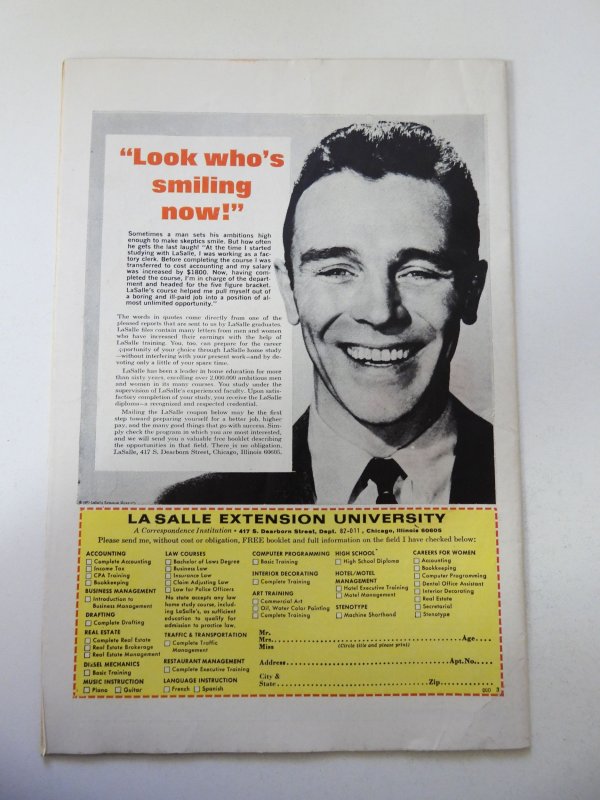 “Look who’s
smiling
now!”
Sometimes a man sets his ambitions high
enough to make skeptics smile. But how often
he gets the last laugh! “At the time I started
studying with LaSalle, I was working as a fac-
tory clerk. Before completing the course I was
transferred to cost accounting and my salary
was increased by $1800. Now, having com-
pleted the course, I’m in charge of the depart-
ment and headed for the five figure bracket.
LaSalle’s course helped me pull myself out of
a boring and ill-paid job into a position of al-
most unlimited opportunity.”
The words in quotes come directly from one of the
pleased reports that are sent to us by LaSalle graduates.
LaSalle files contain many letters from men and women
who have increased their earnings with the help of
LaSalle training. You, too, can prepare for the career
opportunity of your choice through LaSalle home study
—without interfering with your present work—and by de-
voting only a little of your spare time.
LaSalle has been a leader in home education for more
than sixty years, enrolling over 2,000,000 ambitious men
and women in its many courses. You study under the
supervision of LaSalle’s experienced faculty. Upon satis-
factory completion of your study, you receive the LaSalle
diploma—a recognized and respected credential.
Mailing the LaSalle coupon below may be the first
step toward preparing yourself for a better job, higher
pay, and the many good things that go with success. Sim-
ply check the program in which you are most interested,
and we will send you a valuable free booklet describing
the opportunities in that field. There is no obligation.
LaSalle, 417 S. Dearborn Street, Chicago, Illinois 60605.
LA SALLE EXTENSION UNIVERSITY
A Correspondence Institution • 417 S. Dearborn Street, Dept. 82-011, Chicago, Illinois 60605
Please send me, without cost or obligation, FREE booklet and full information on the field I have checked below:
ACCOUNTING
Complete Accounting
Income Tax
CPA Training
Bookkeeping
BUSINESS MANAGEMENT
Introduction to
Business Management
DRAFTING
Complete Drafting
REAL ESTATE
Complete Real Estate
Real Estate Brokerage
Real Estate Management
DIESEL MECHANICS
Basic Training
MUSIC INSTRUCTION
Piano Guitar
LAW COURSES
Bachelor of Laws Degree
Business Law
Insurance Law
Claim Adjusting Law
Law for Police Officers
No state accepts any law
home study course, includ-
ing LaSalle's, as sufficient
education to qualify for
admission to practice law.
TRAFFIC & TRANSPORTATION
Complete Traffic
Management
RESTAURANT MANAGEMENT
Complete Executive Training
LANGUAGE INSTRUCTION
French Spanish
COMPUTER PROGRAMMING
Basic Training
INTERIOR DECORATING
Complete Training
ART TRAINING
Commercial Art
Oil, Water Color Painting
Complete Training
HIGH SCHOOL
High School Diploma
HOTEL/MOTEL
MANAGEMENT
Hotel Executive Training
Motel Management
STENOTYPE
Machine Shorthand
CAREERS FOR WOMEN
Accounting
Bookkeeping
Computer Programming
Dental Office Assistant
Interior Decorating
Real Estate
Secretarial
Stenotype
Mr.
Mrs. Age
Miss (Circle title and please print)
Address Apt.No.
City &
State Zip
000 3